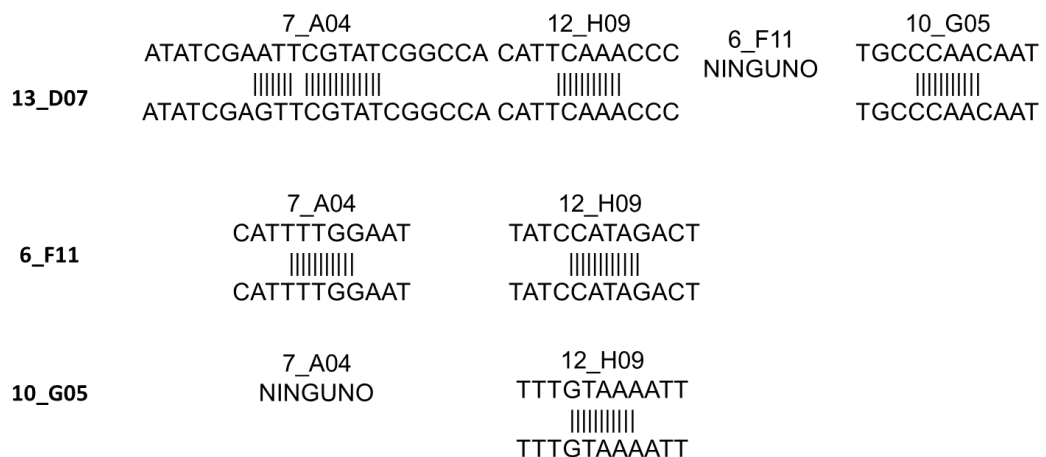 7_A04 12_H09 6_F11 10_G05
ATATCGAATTCGTATCGGCCA CATTCAAACCC NINGUNO TGCCCAACAAT
13_D07
ATATCGAGTTCGTATCGGCCA CATTCAAACCC TGCCCAACAAT
7_A04 12_H09
CATTTTGGAAT TATCCATAGACT
6_F11
CATTTTGGAAT TATCCATAGACT
7_A04 12_H09
10_G05 NINGUNO TTTGTAAAATT
TTTGTAAAATT